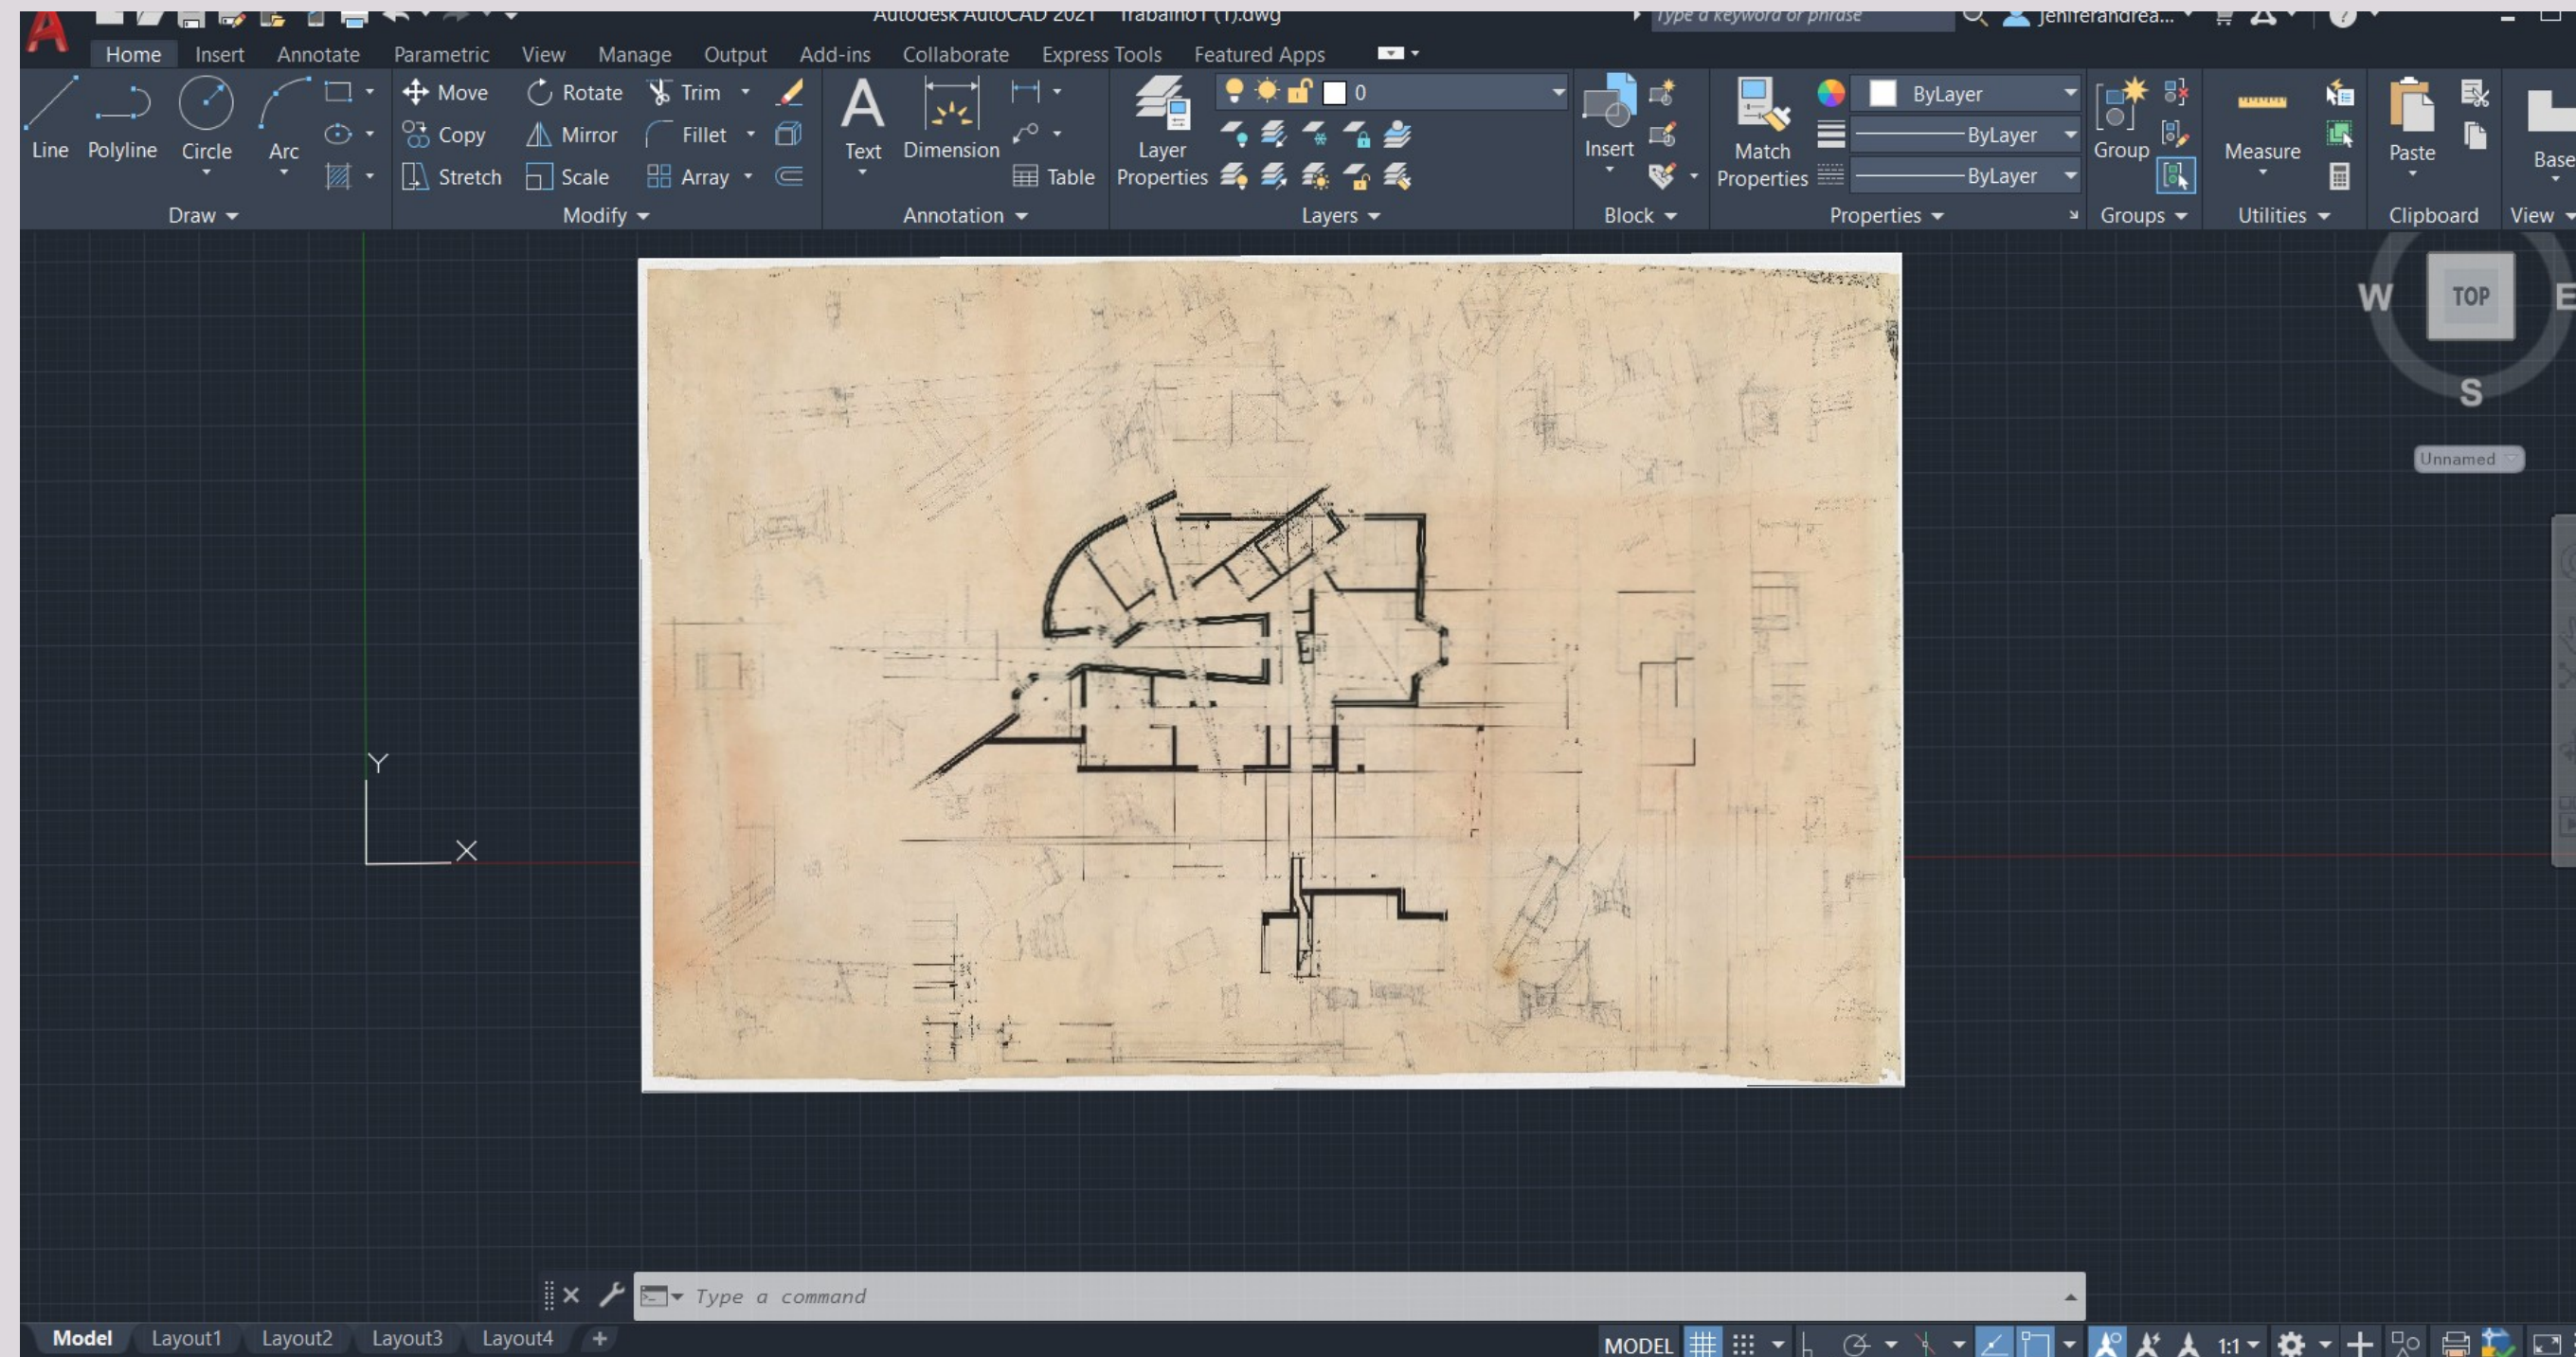 Autodesk AutoCAD 2021 Trabalho1 (1).dwg Type a keyword or phrase jeniferandrea...
Home Insert Annotate Parametric View Manage Output Add-ins Collaborate Express Tools Featured Apps
Move Rotate Trim 0 ByLayer
Line Polyline Circle Arc Copy Mirror Fillet Text Dimension Layer Properties Insert Match Properties ByLayer Group Measure Paste Base
Stretch Scale Array Table ByLayer
Draw Modify Annotation Layers Block Properties Groups Utilities Clipboard View
W TOP E
S
Unnamed
Y
X
Type a command
Model Layout1 Layout2 Layout3 Layout4 + MODEL 1:1